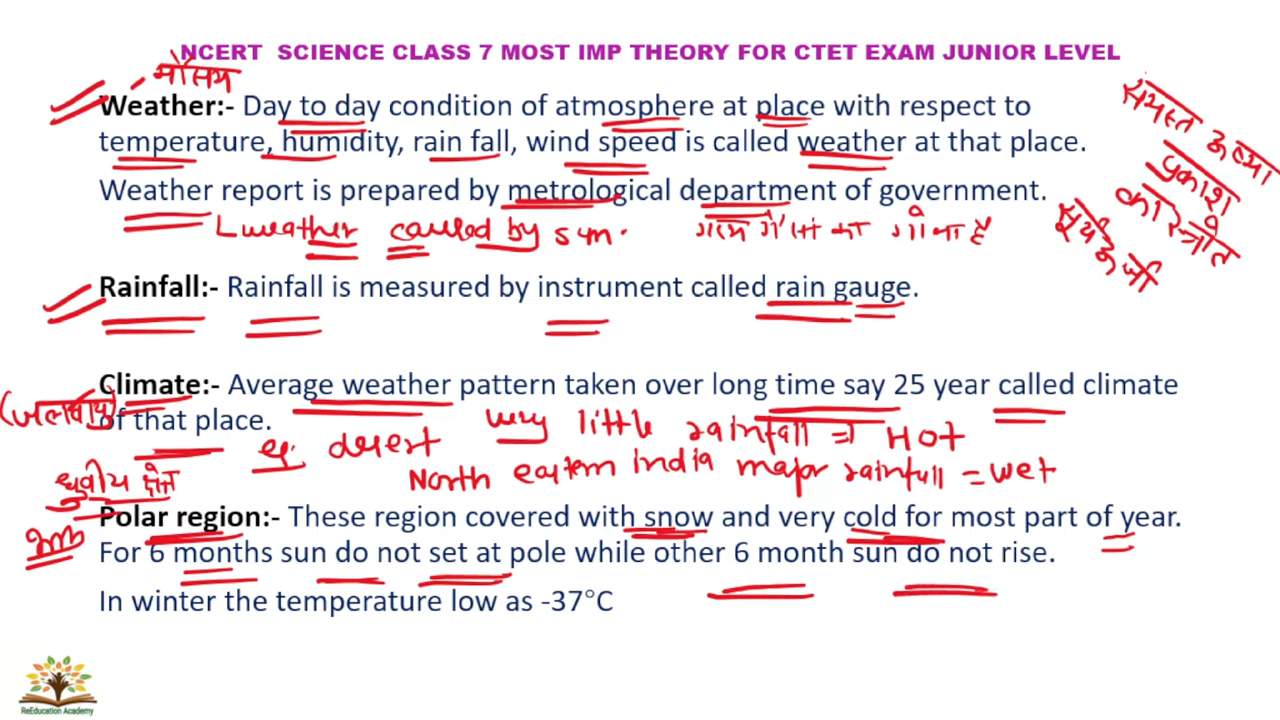 NCERT SCIENCE CLASS 7 MOST IMP THEORY FOR CTET EXAM JUNIOR LEVEL
मौसम
Weather:- Day to day condition of atmosphere at place with respect to
temperature, humidity, rain fall, wind speed is called weather at that place.
Weather report is prepared by metrological department of government.
weather caused by sun.
Rainfall:- Rainfall is measured by instrument called rain gauge.
Climate:- Average weather pattern taken over long time say 25 year called climate
(जलवायु)
of that place.
eg. desert very little rainfall ⇒ Hot
North eastern india major rainfall = wet
ध्रुवीय क्षेत्र
Polar region:- These region covered with snow and very cold for most part of year.
For 6 months sun do not set at pole while other 6 month sun do not rise.
In winter the temperature low as -37°C
समस्त
प्रकाश
का स्त्रोत
ReEducation Academy